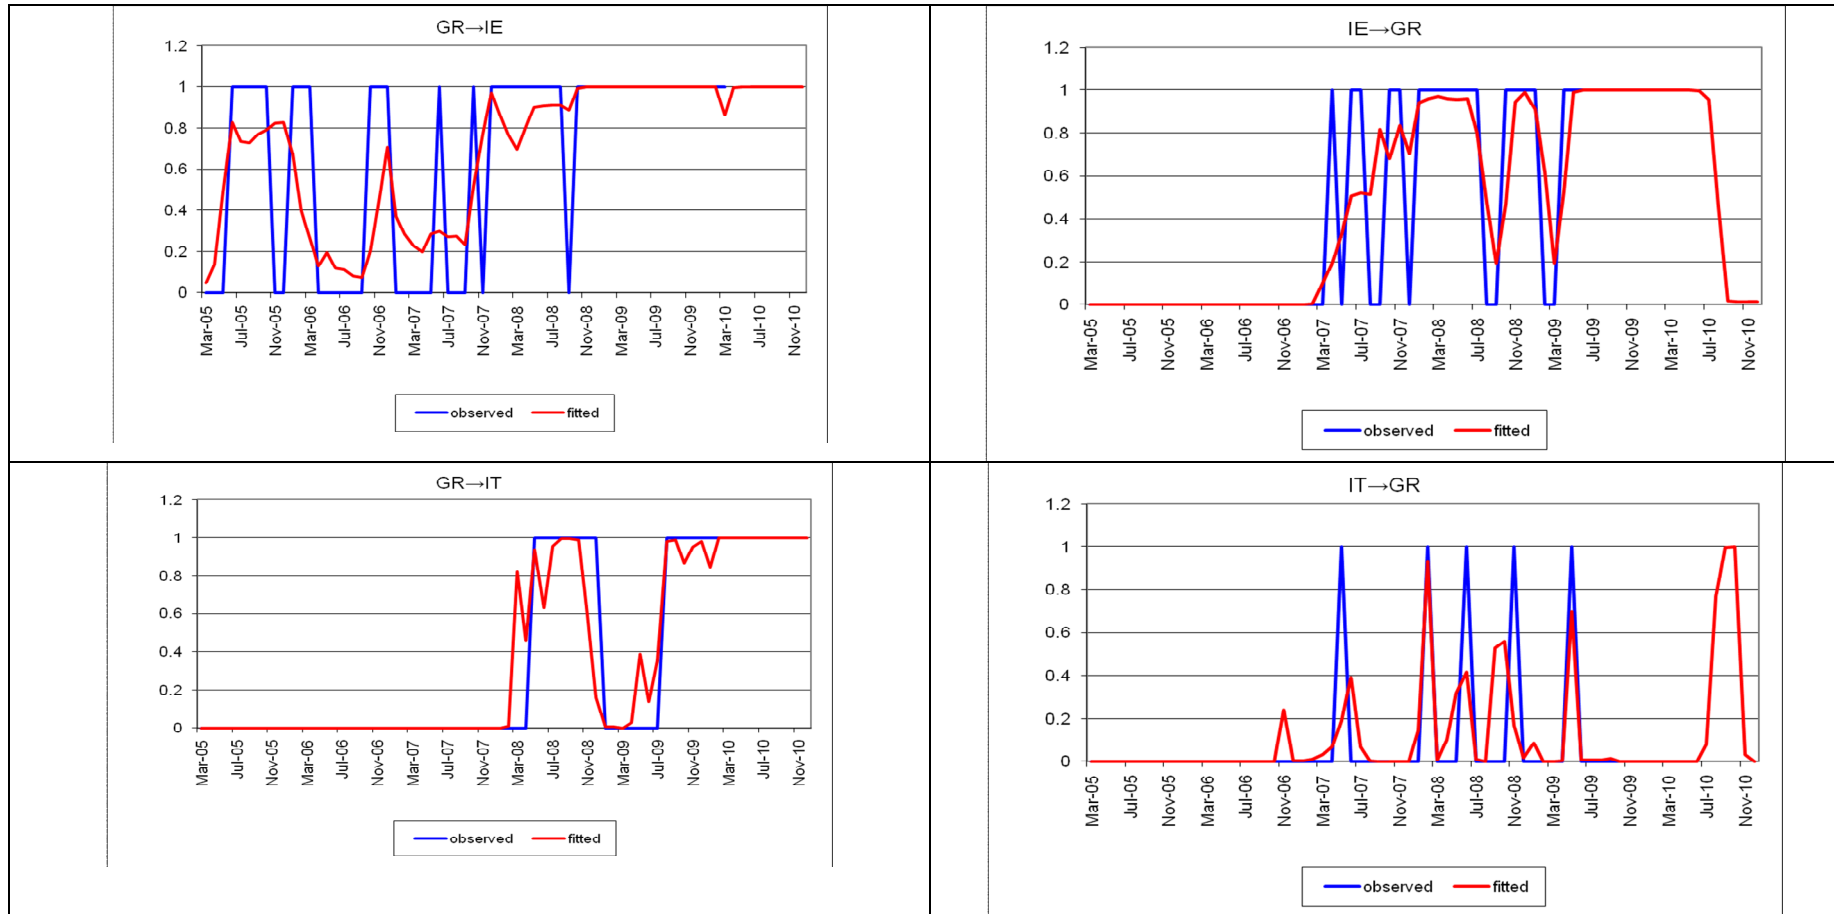 GR→IE
1.2
1
0.8
0.6
0.4
0.2
0
Mar-05
Jul-05
Nov-05
Mar-06
Jul-06
Nov-06
Mar-07
Jul-07
Nov-07
Mar-08
Jul-08
Nov-08
Mar-09
Jul-09
Nov-09
Mar-10
Jul-10
Nov-10
observed fitted
IE→GR
1.2
1
0.8
0.6
0.4
0.2
0
Mar-05
Jul-05
Nov-05
Mar-06
Jul-06
Nov-06
Mar-07
Jul-07
Nov-07
Mar-08
Jul-08
Nov-08
Mar-09
Jul-09
Nov-09
Mar-10
Jul-10
Nov-10
observed fitted
GR→IT
1.2
1
0.8
0.6
0.4
0.2
0
Mar-05
Jul-05
Nov-05
Mar-06
Jul-06
Nov-06
Mar-07
Jul-07
Nov-07
Mar-08
Jul-08
Nov-08
Mar-09
Jul-09
Nov-09
Mar-10
Jul-10
Nov-10
observed fitted
IT→GR
1.2
1
0.8
0.6
0.4
0.2
0
Mar-05
Jul-05
Nov-05
Mar-06
Jul-06
Nov-06
Mar-07
Jul-07
Nov-07
Mar-08
Jul-08
Nov-08
Mar-09
Jul-09
Nov-09
Mar-10
Jul-10
Nov-10
observed fitted